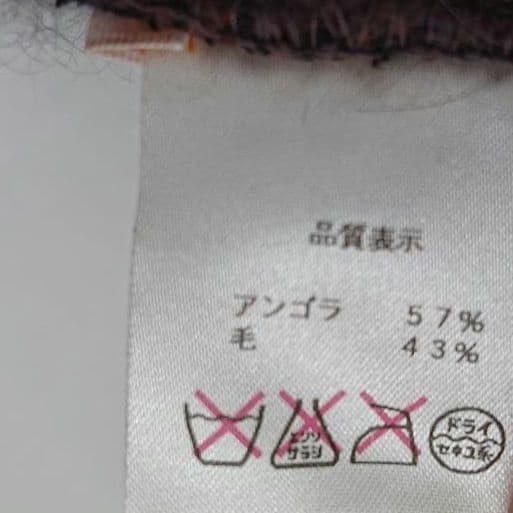 品質表示
アンゴラ 57%
毛 43%
エンソ
サラシ
ドライ
セキユ系